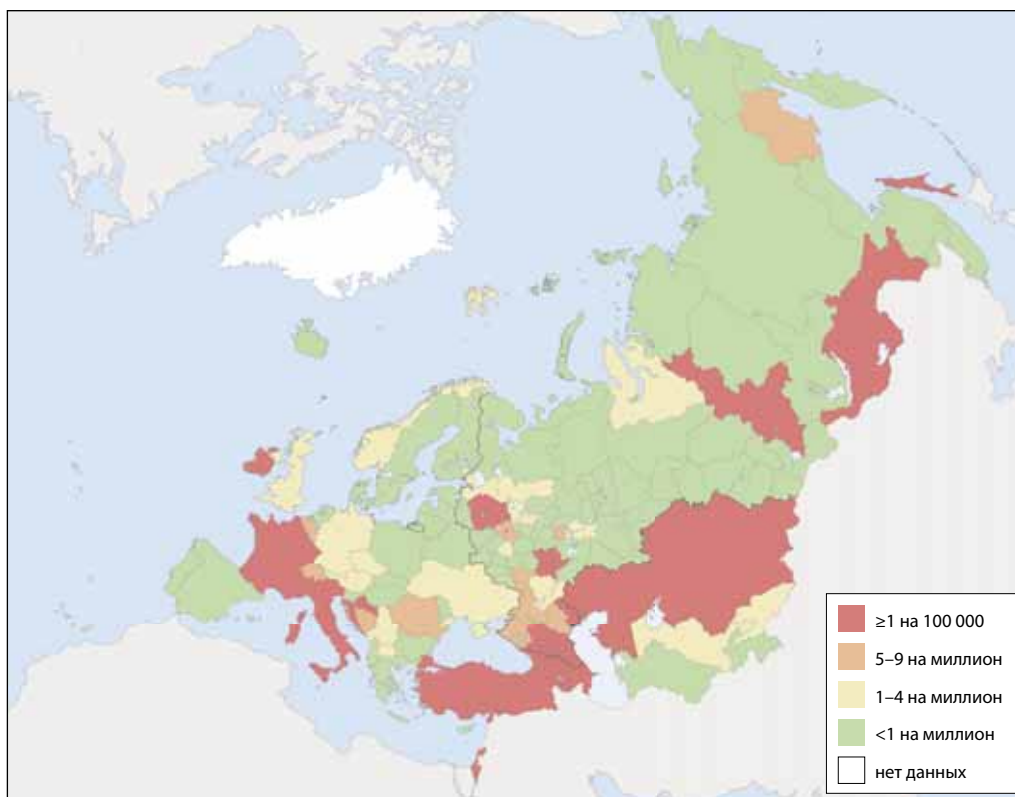 ≥1 на 100 000
5–9 на миллион
1–4 на миллион
<1 на миллион
нет данных